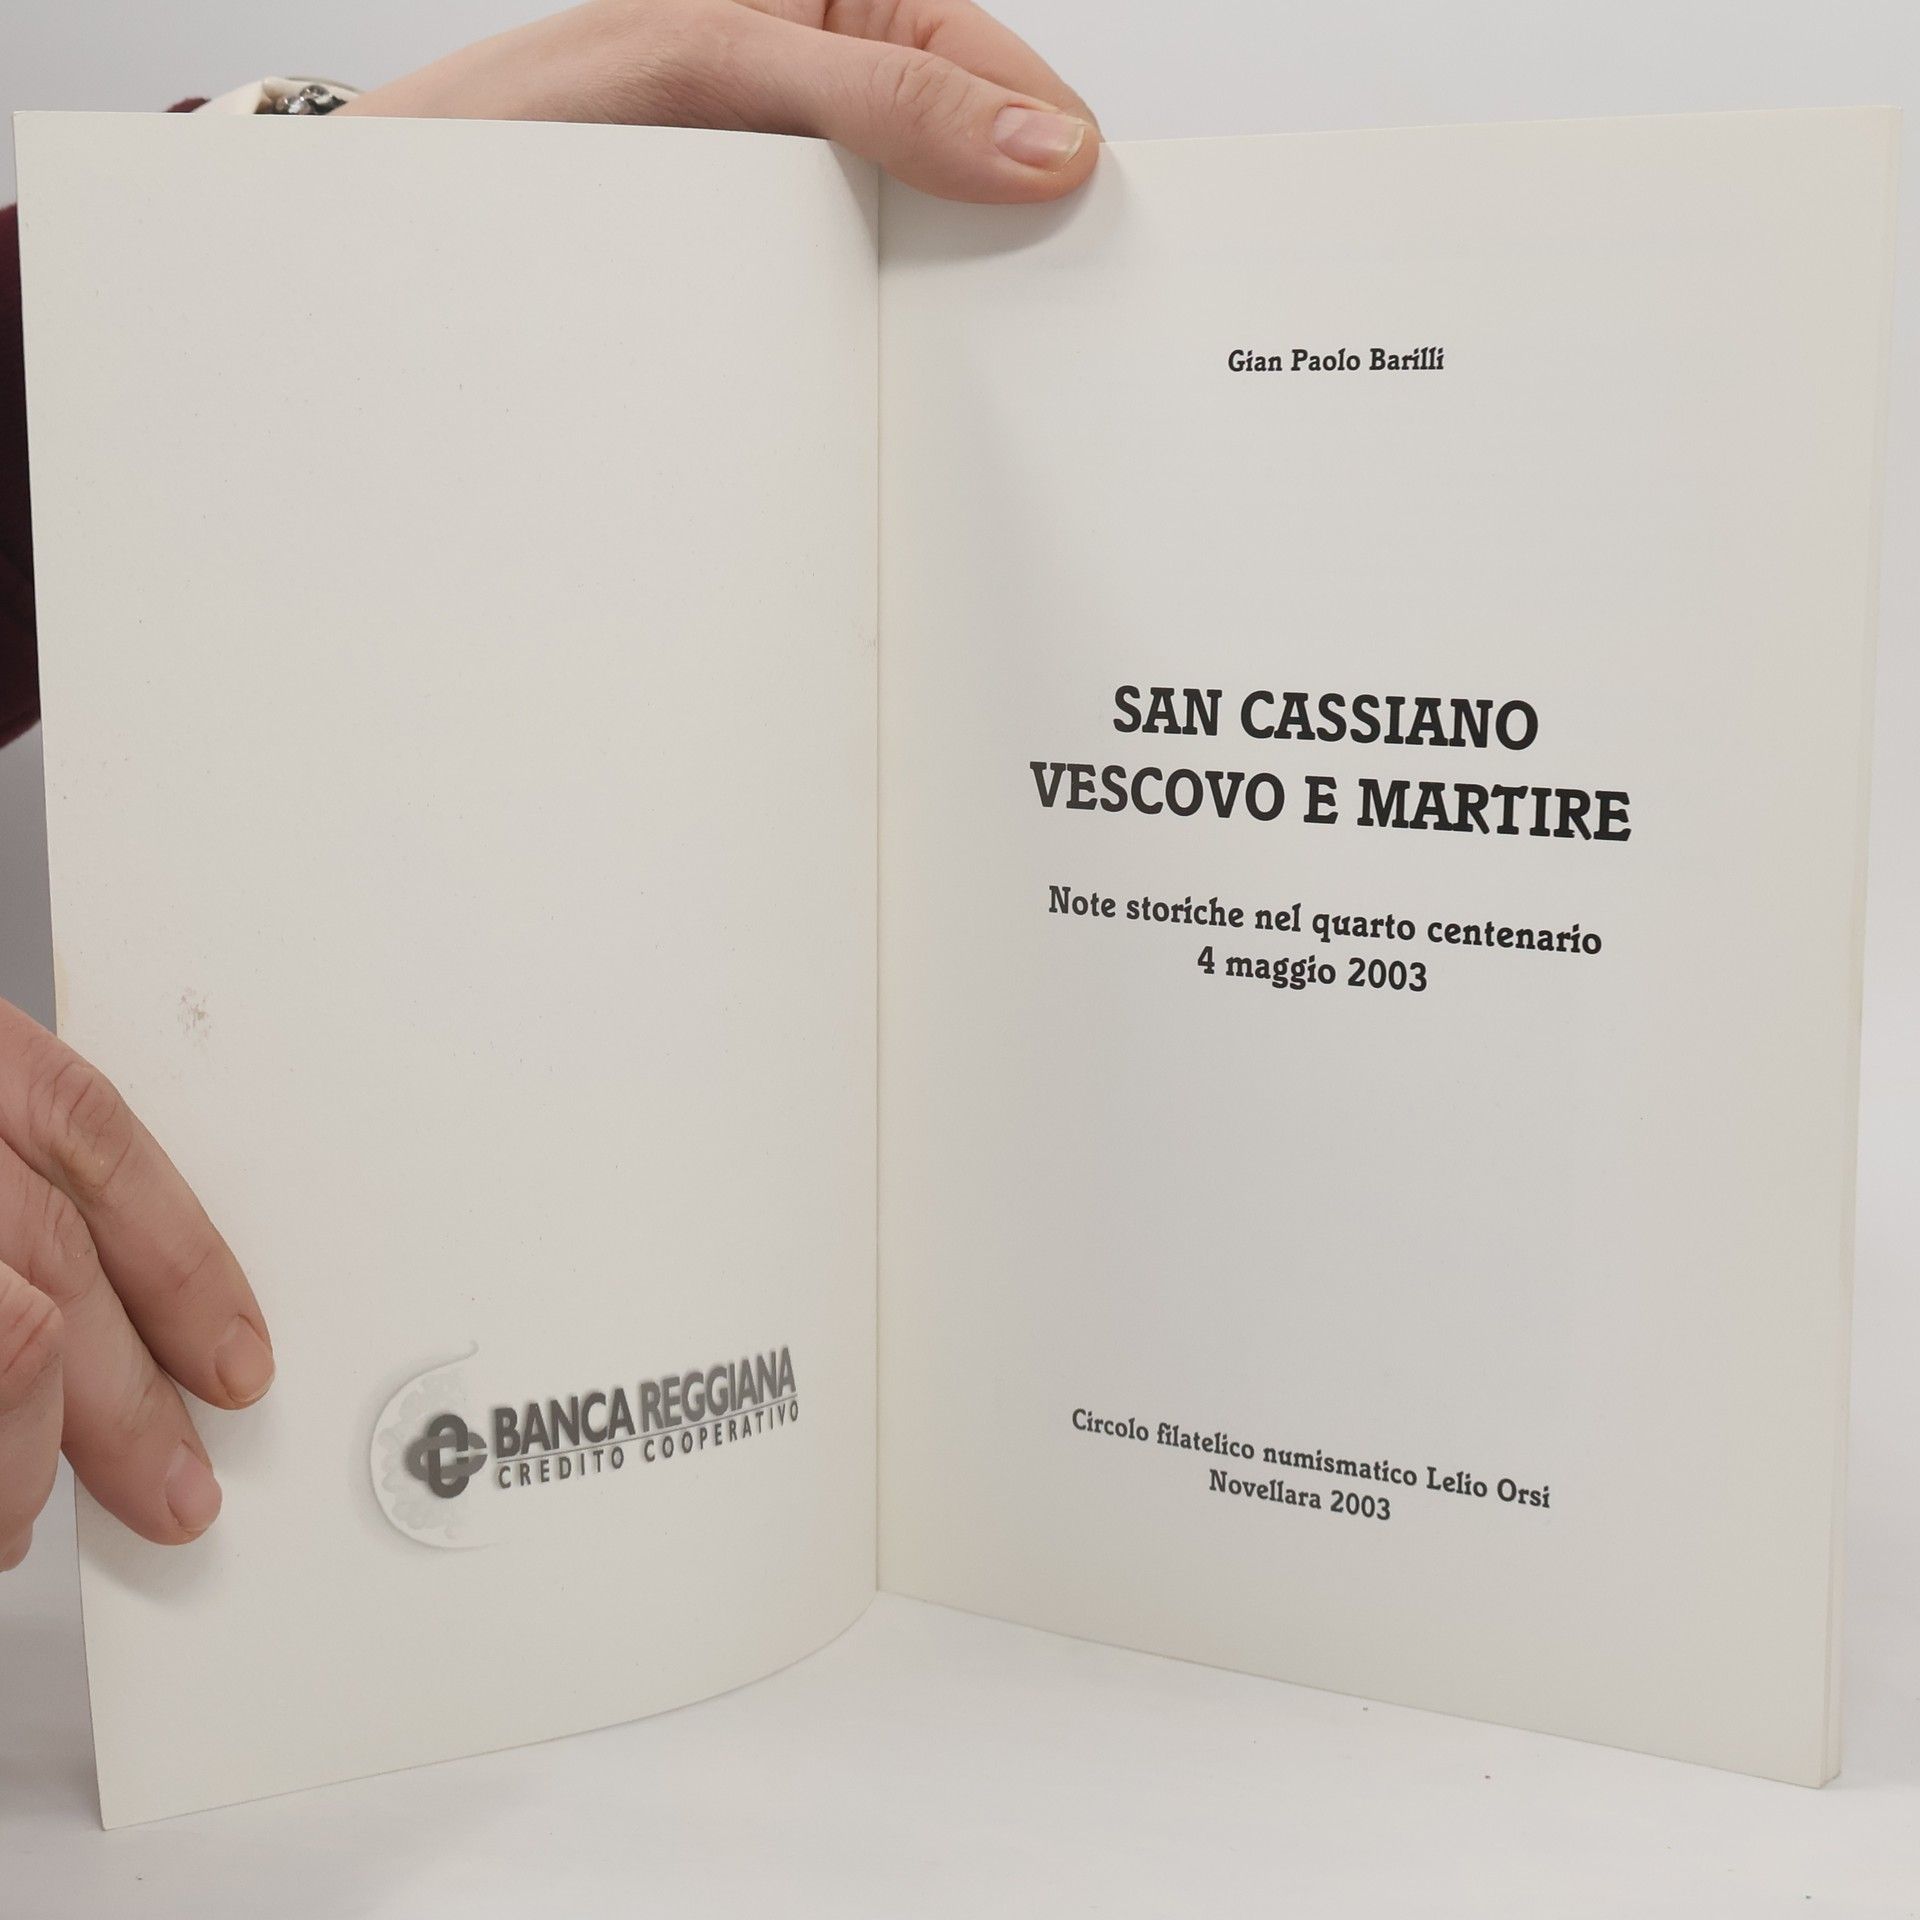 BANCA REGGIANA
CREDITO COOPERATIVO
Gian Paolo Barilli
SAN CASSIANO
VESCOVO E MARTIRE
Note storiche nel quarto centenario
4 maggio 2003
Circolo filatelico numismatico Lelio Orsi
Novellara 2003